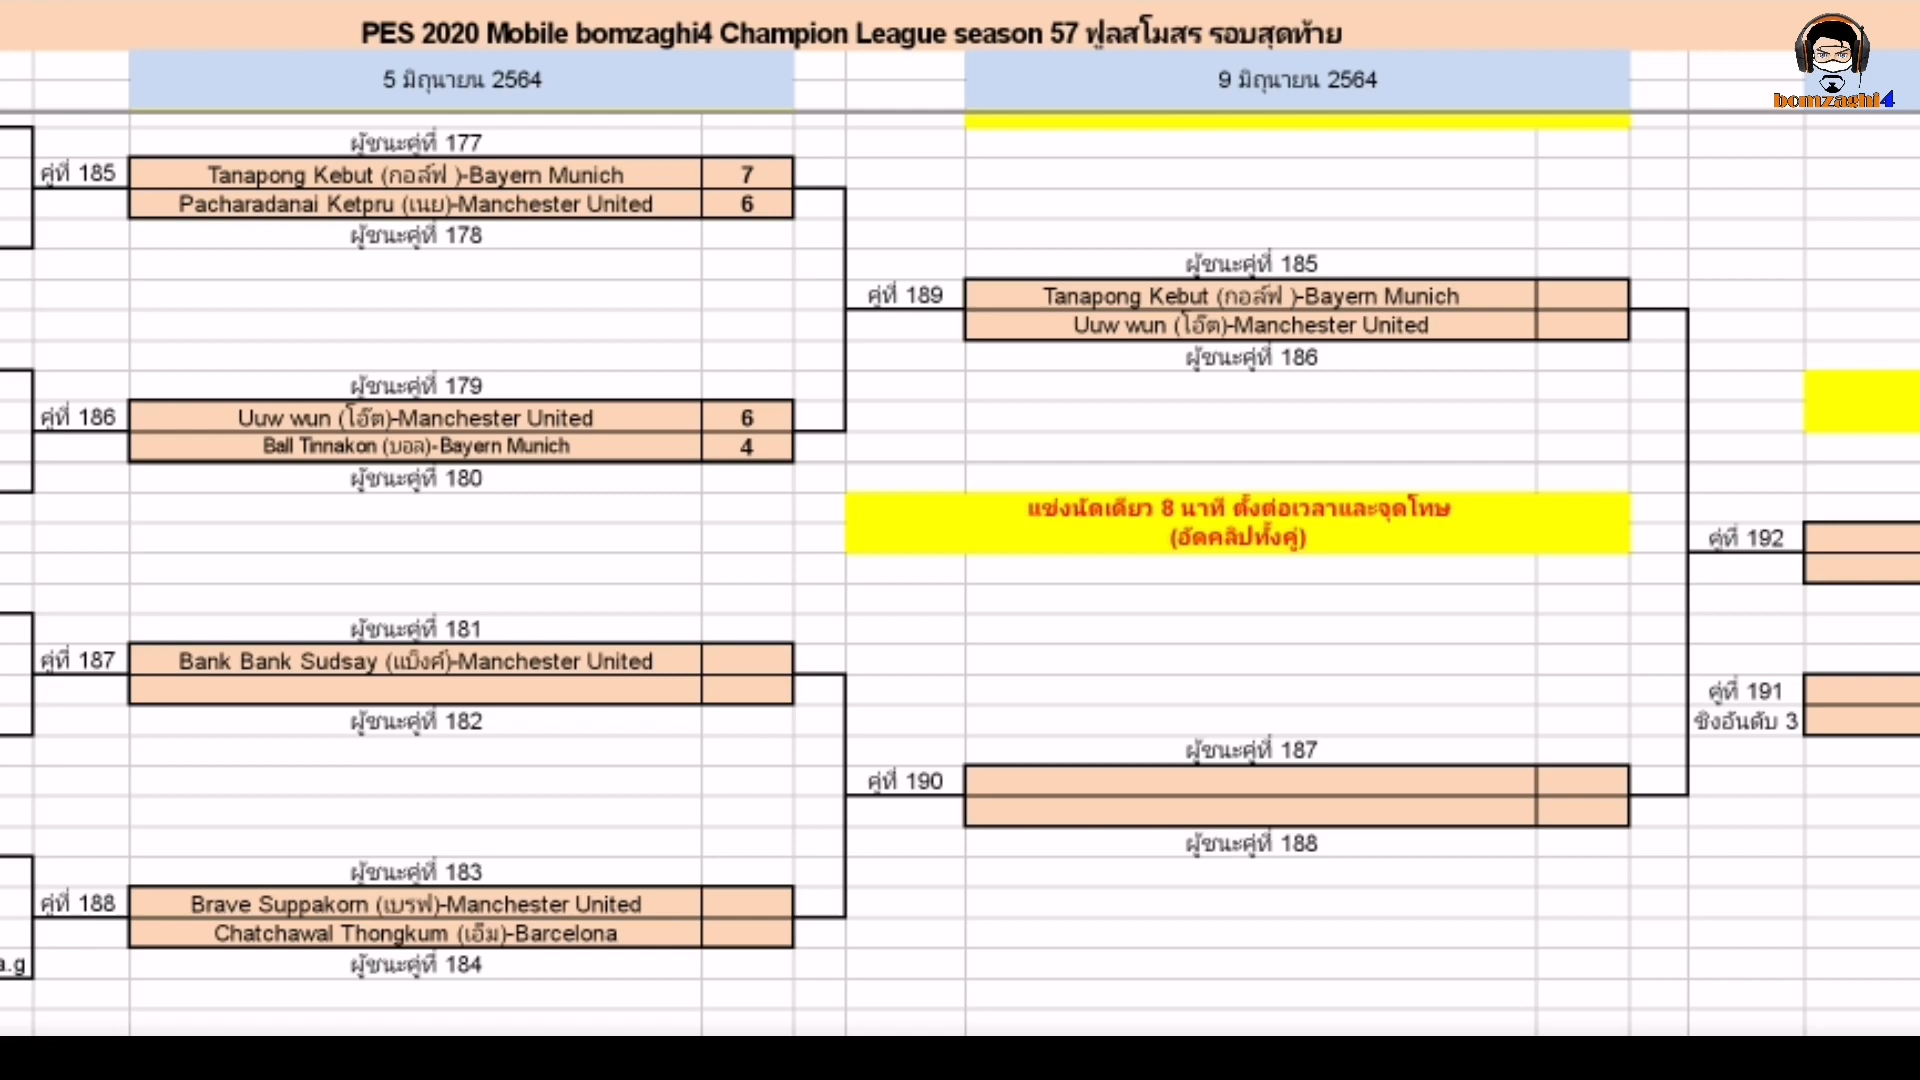 PES 2020 Mobile bomzaghi4 Champion League season 57 ฟูลสโมสร รอบสุดท้าย
bomzaghi4
5 มิถุนายน 2564
9 มิถุนายน 2564
ผู้ชนะคู่ที่ 177
คู่ที่ 185
Tanapong Kebut (กอล์ฟ )-Bayern Munich 7
Pacharadanai Ketpru (เนย)-Manchester United 6
ผู้ชนะคู่ที่ 178
ผู้ชนะคู่ที่ 185
คู่ที่ 189
Tanapong Kebut (กอล์ฟ )-Bayern Munich
Uuw wun (โอ๊ต)-Manchester United
ผู้ชนะคู่ที่ 186
ผู้ชนะคู่ที่ 179
คู่ที่ 186
Uuw wun (โอ๊ต)-Manchester United 6
Ball Tinnakon (บอล)-Bayern Munich 4
ผู้ชนะคู่ที่ 180
แข่งนัดเดียว 8 นาที ตั้งต่อเวลาและจุดโทษ
(อัดคลิปทั้งคู่)
คู่ที่ 192
ผู้ชนะคู่ที่ 181
คู่ที่ 187
Bank Bank Sudsay (แบ็งค์)-Manchester United
ผู้ชนะคู่ที่ 182
คู่ที่ 191
ชิงอันดับ 3
ผู้ชนะคู่ที่ 187
คู่ที่ 190
ผู้ชนะคู่ที่ 188
ผู้ชนะคู่ที่ 183
คู่ที่ 188
Brave Suppakorn (เบรฟ)-Manchester United
Chatchawal Thongkum (เอ็ม)-Barcelona
ผู้ชนะคู่ที่ 184
a.g